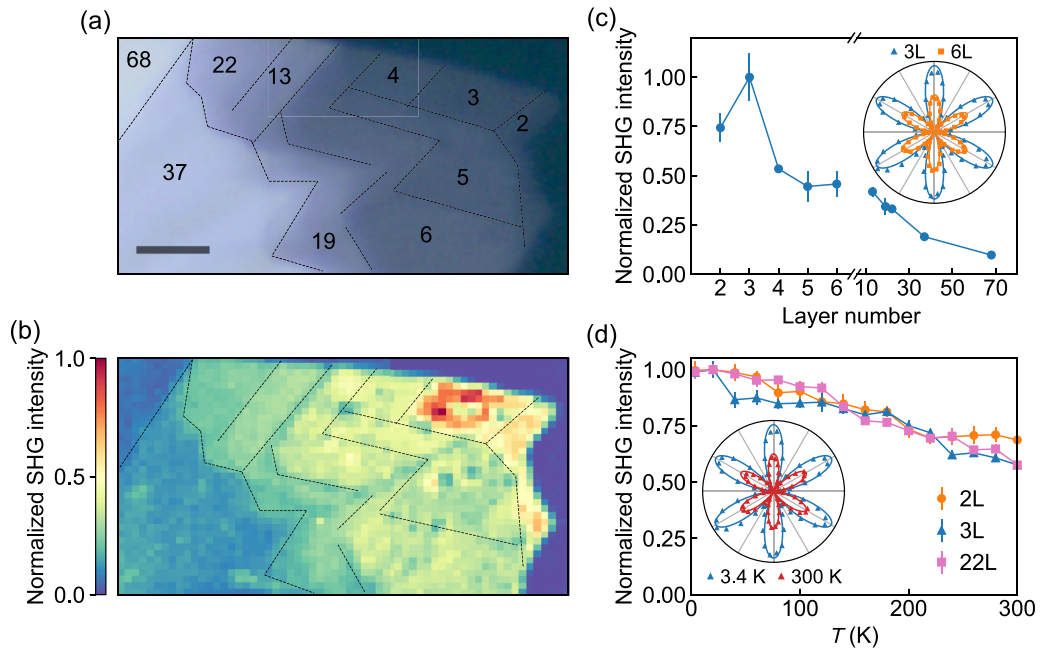 (a)
68
22
13
4
3
2
37
5
19
6
(b)
Normalized SHG intensity
1.0
0.5
0.0
(c)
Normalized SHG intensity
1.00
0.75
0.50
0.25
0.00
3L 6L
2 3 4 5 6 10 30 50 70
Layer number
(d)
Normalized SHG intensity
1.00
0.75
0.50
0.25
0.00
3.4 K 300 K
2L
3L
22L
0 100 200 300
T (K)